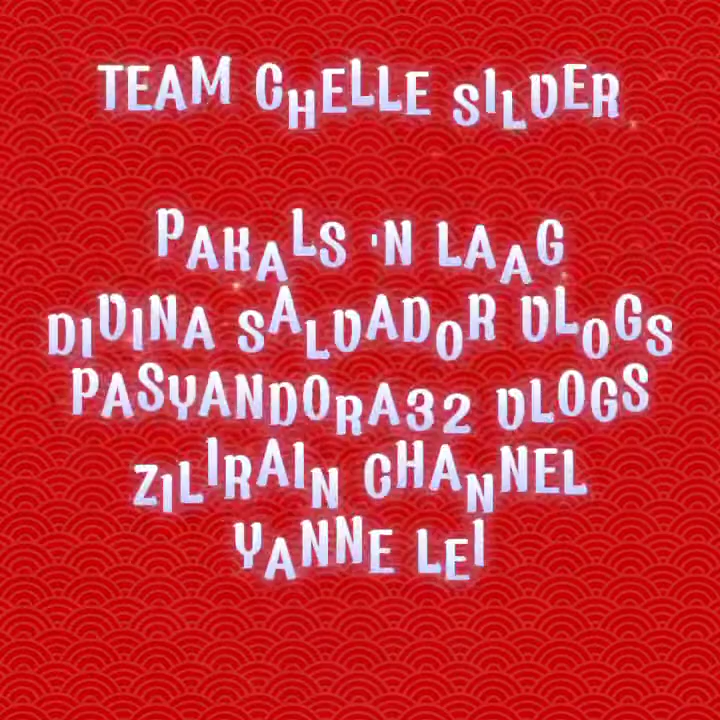 TEAM CHELLE SILVER
PAKALS 'N LAAG
DIVINA SALVADOR VLOGS
PASYANDORA32 VLOGS
ZILIRAIN CHANNEL
YANNE LEI